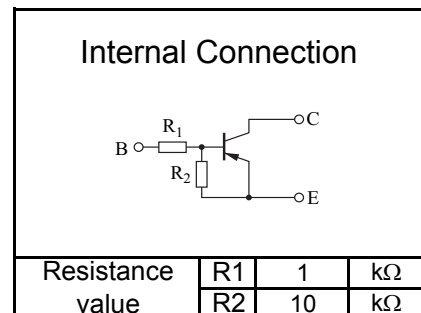 Internal Connection
C
R1
B
R2
E
Resistance R1 1 kΩ
value R2 10 kΩ